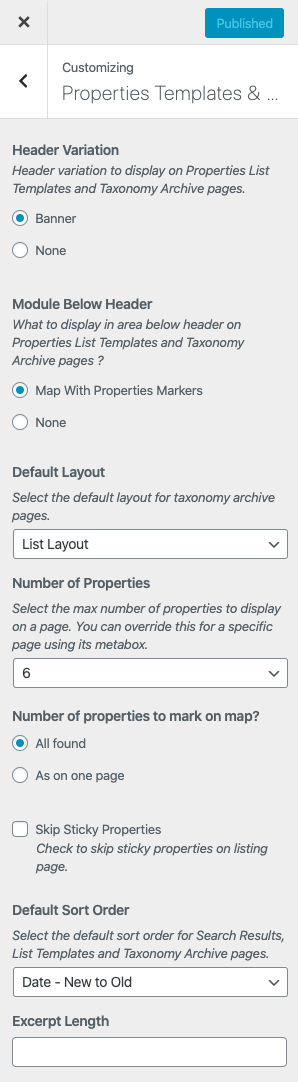 Published
Customizing
Properties Templates & ...
Header Variation
Header variation to display on Properties List
Templates and Taxonomy Archive pages.
Banner
None
Module Below Header
What to display in area below header on
Properties List Templates and Taxonomy
Archive pages ?
Map With Properties Markers
None
Default Layout
Select the default layout for taxonomy archive
pages.
List Layout
Number of Properties
Select the max number of properties to display
on a page. You can override this for a specific
page using its metabox.
6
Number of properties to mark on map?
All found
As on one page
Skip Sticky Properties
Check to skip sticky properties on listing
page.
Default Sort Order
Select the default sort order for Search Results,
List Templates and Taxonomy Archive pages.
Date - New to Old
Excerpt Length